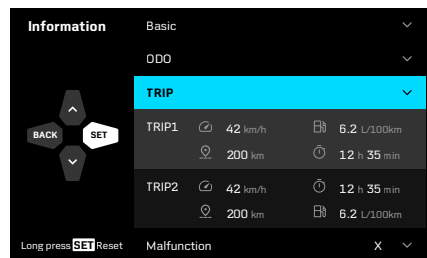 Information
Basic
ODO
TRIP
BACK SET
TRIP1 42 km/h 6.2 L/100km
200 km 12 h 35 min
TRIP2 42 km/h 12 h 35 min
200 km 6.2 L/100km
Long press SET Reset
Malfunction X